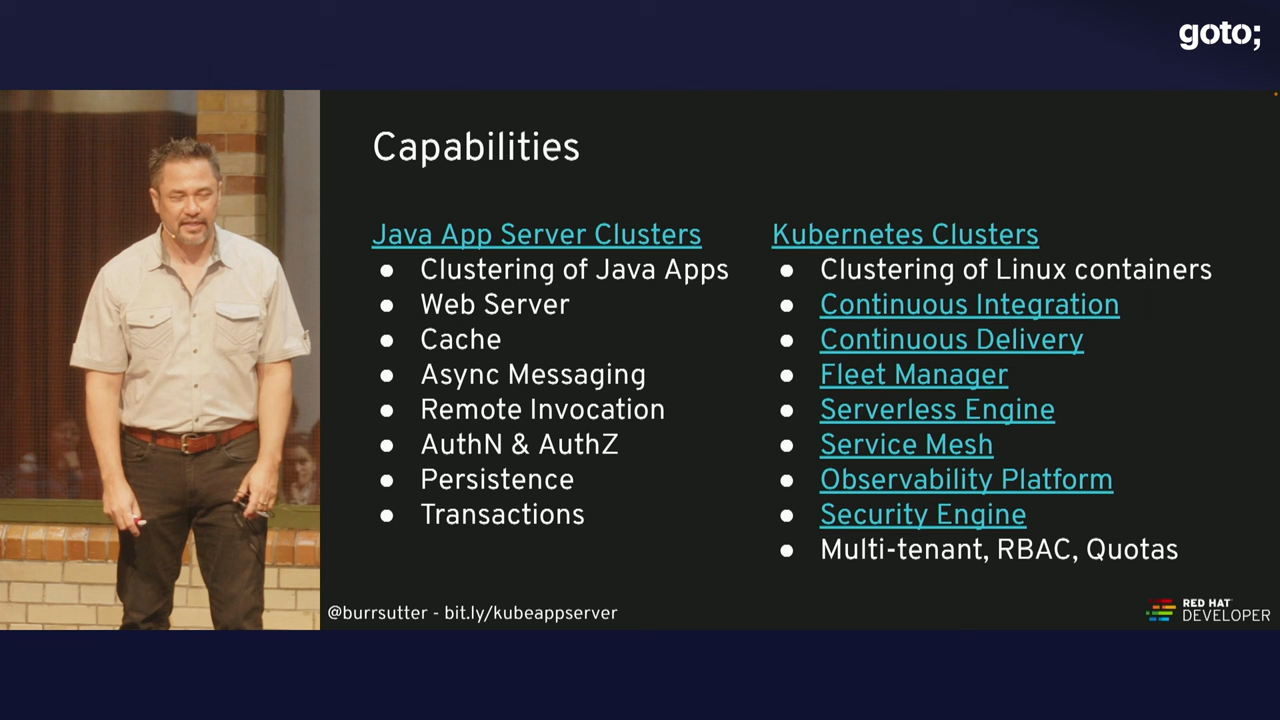 goto;
Capabilities
Java App Server Clusters
● Clustering of Java Apps
● Web Server
● Cache
● Async Messaging
● Remote Invocation
● AuthN & AuthZ
● Persistence
● Transactions
Kubernetes Clusters
● Clustering of Linux containers
● Continuous Integration
● Continuous Delivery
● Fleet Manager
● Serverless Engine
● Service Mesh
● Observability Platform
● Security Engine
● Multi-tenant, RBAC, Quotas
@burrsutter - bit.ly/kubeappserver
RED HAT
DEVELOPER